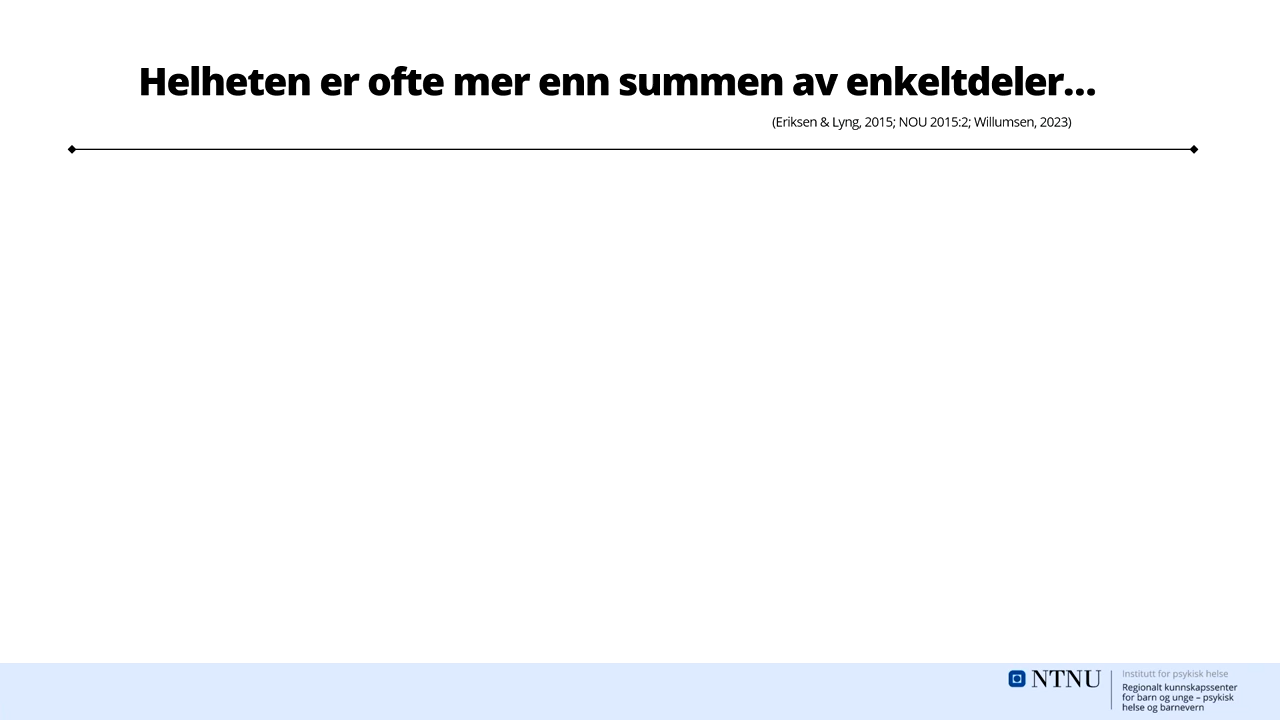 Helheten er ofte mer enn summen av enkeltdeler...
(Eriksen & Lyng, 2015; NOU 2015:2; Willumsen, 2023)
NTNU
Institutt for psykisk helse
Regionalt kunnskapssenter
for barn og unge – psykisk
helse og barnevern